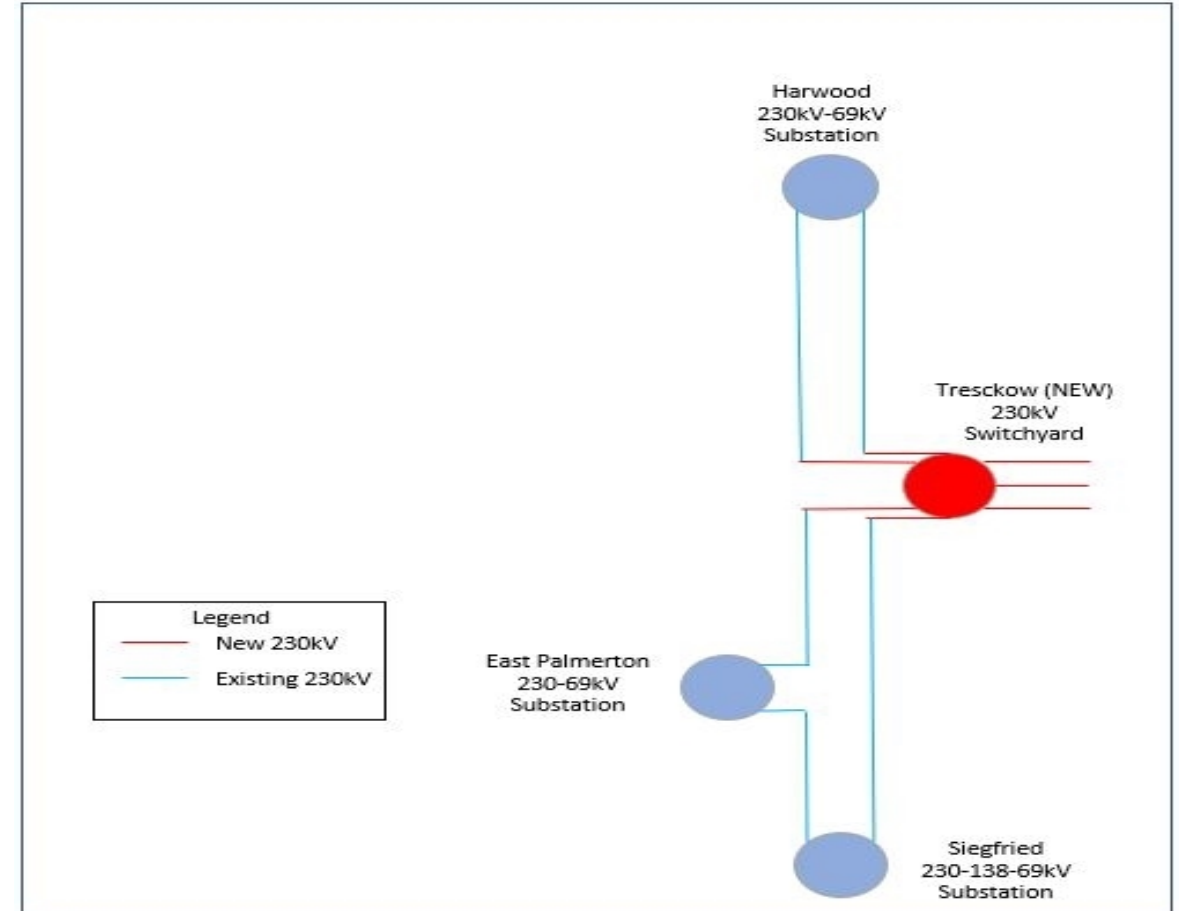 Harwood
230kV-69kV
Substation
Tresckow (NEW)
230kV
Switchyard
Legend
New 230kV
Existing 230kV
East Palmerton
230-69kV
Substation
Siegfried
230-138-69kV
Substation